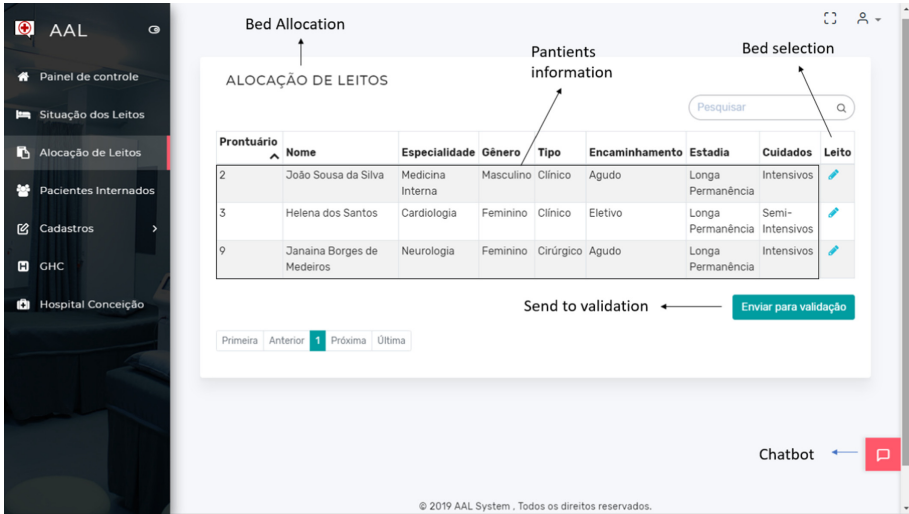 AAL
Bed Allocation
Pantients
information
Bed selection
Painel de controle
Situação dos Leitos
Alocação de Leitos
Pacientes Internados
Cadastros
H GHC
Hospital Conceição
ALOCAÇÃO DE LEITOS
Pesquisar
Prontuário Nome Especialidade Gênero Tipo Encaminhamento Estadia Cuidados Leito
2 João Sousa da Silva Medicina Masculino Clínico Agudo Longa Intensivos
Interna Permanência
3 Helena dos Santos Cardiologia Feminino Clínico Eletivo Longa Semi-
Permanência Intensivos
9 Janaina Borges de Neurologia Feminino Cirúrgico Agudo Longa Intensivos
Medeiros Permanência
Send to validation Enviar para validação
Primeira Anterior 1 Próxima Última
Chatbot
© 2019 AAL System , Todos os direitos reservados.